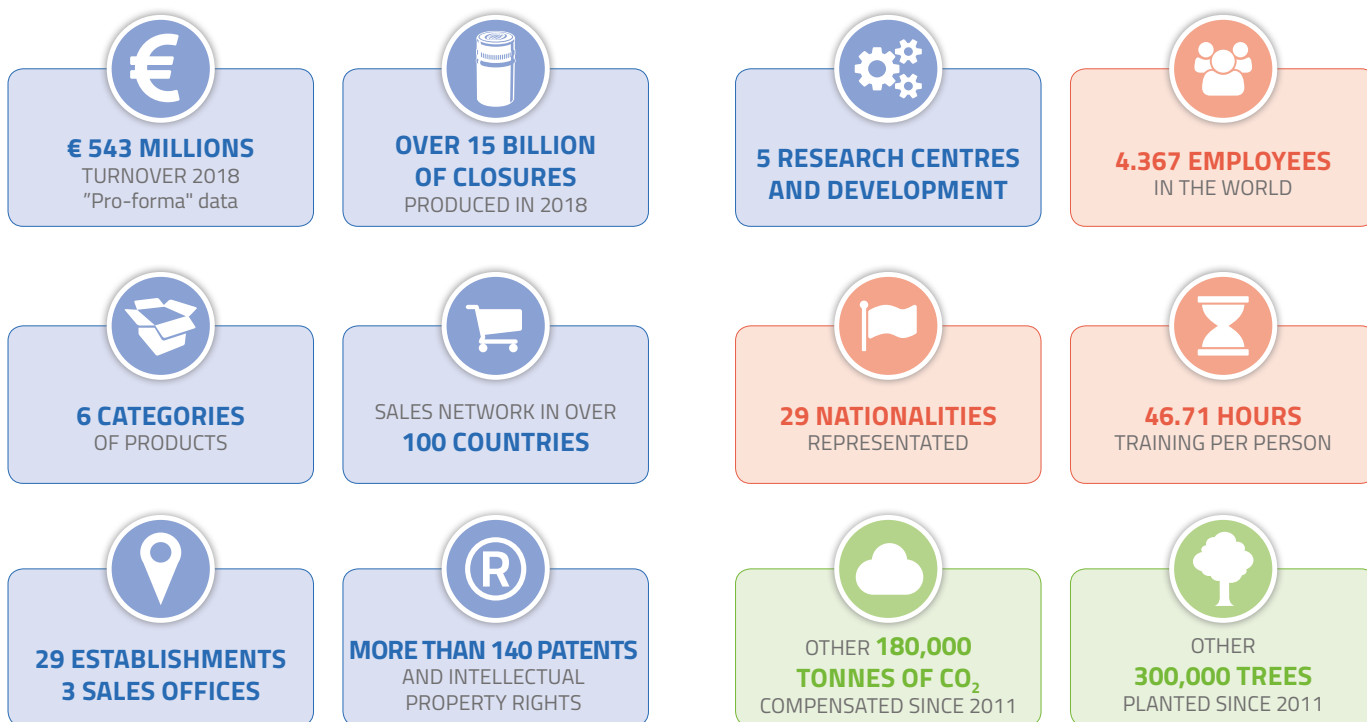 € 543 MILLIONS
TURNOVER 2018
"Pro-forma" data
OVER 15 BILLION
OF CLOSURES
PRODUCED IN 2018
5 RESEARCH CENTRES
AND DEVELOPMENT
4.367 EMPLOYEES
IN THE WORLD
6 CATEGORIES
OF PRODUCTS
SALES NETWORK IN OVER
100 COUNTRIES
29 NATIONALITIES
REPRESENTATED
46.71 HOURS
TRAINING PER PERSON
29 ESTABLISHMENTS
3 SALES OFFICES
MORE THAN 140 PATENTS
AND INTELLECTUAL
PROPERTY RIGHTS
OTHER 180,000
TONNES OF CO₂
COMPENSATED SINCE 2011
OTHER
300,000 TREES
PLANTED SINCE 2011